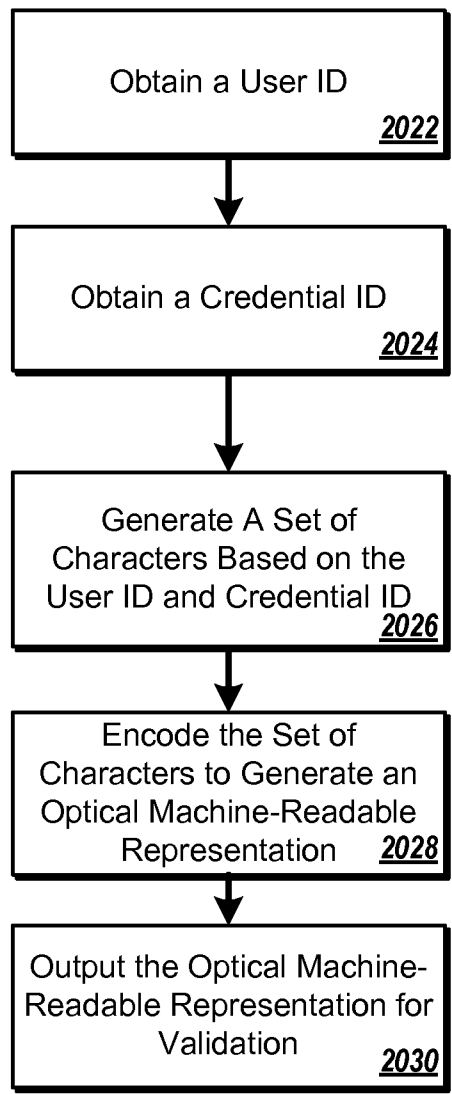 Obtain a User ID
2022
Obtain a Credential ID
2024
Generate A Set of
Characters Based on the
User ID and Credential ID
2026
Encode the Set of
Characters to Generate an
Optical Machine-Readable
Representation
2028
Output the Optical Machine-
Readable Representation for
Validation
2030